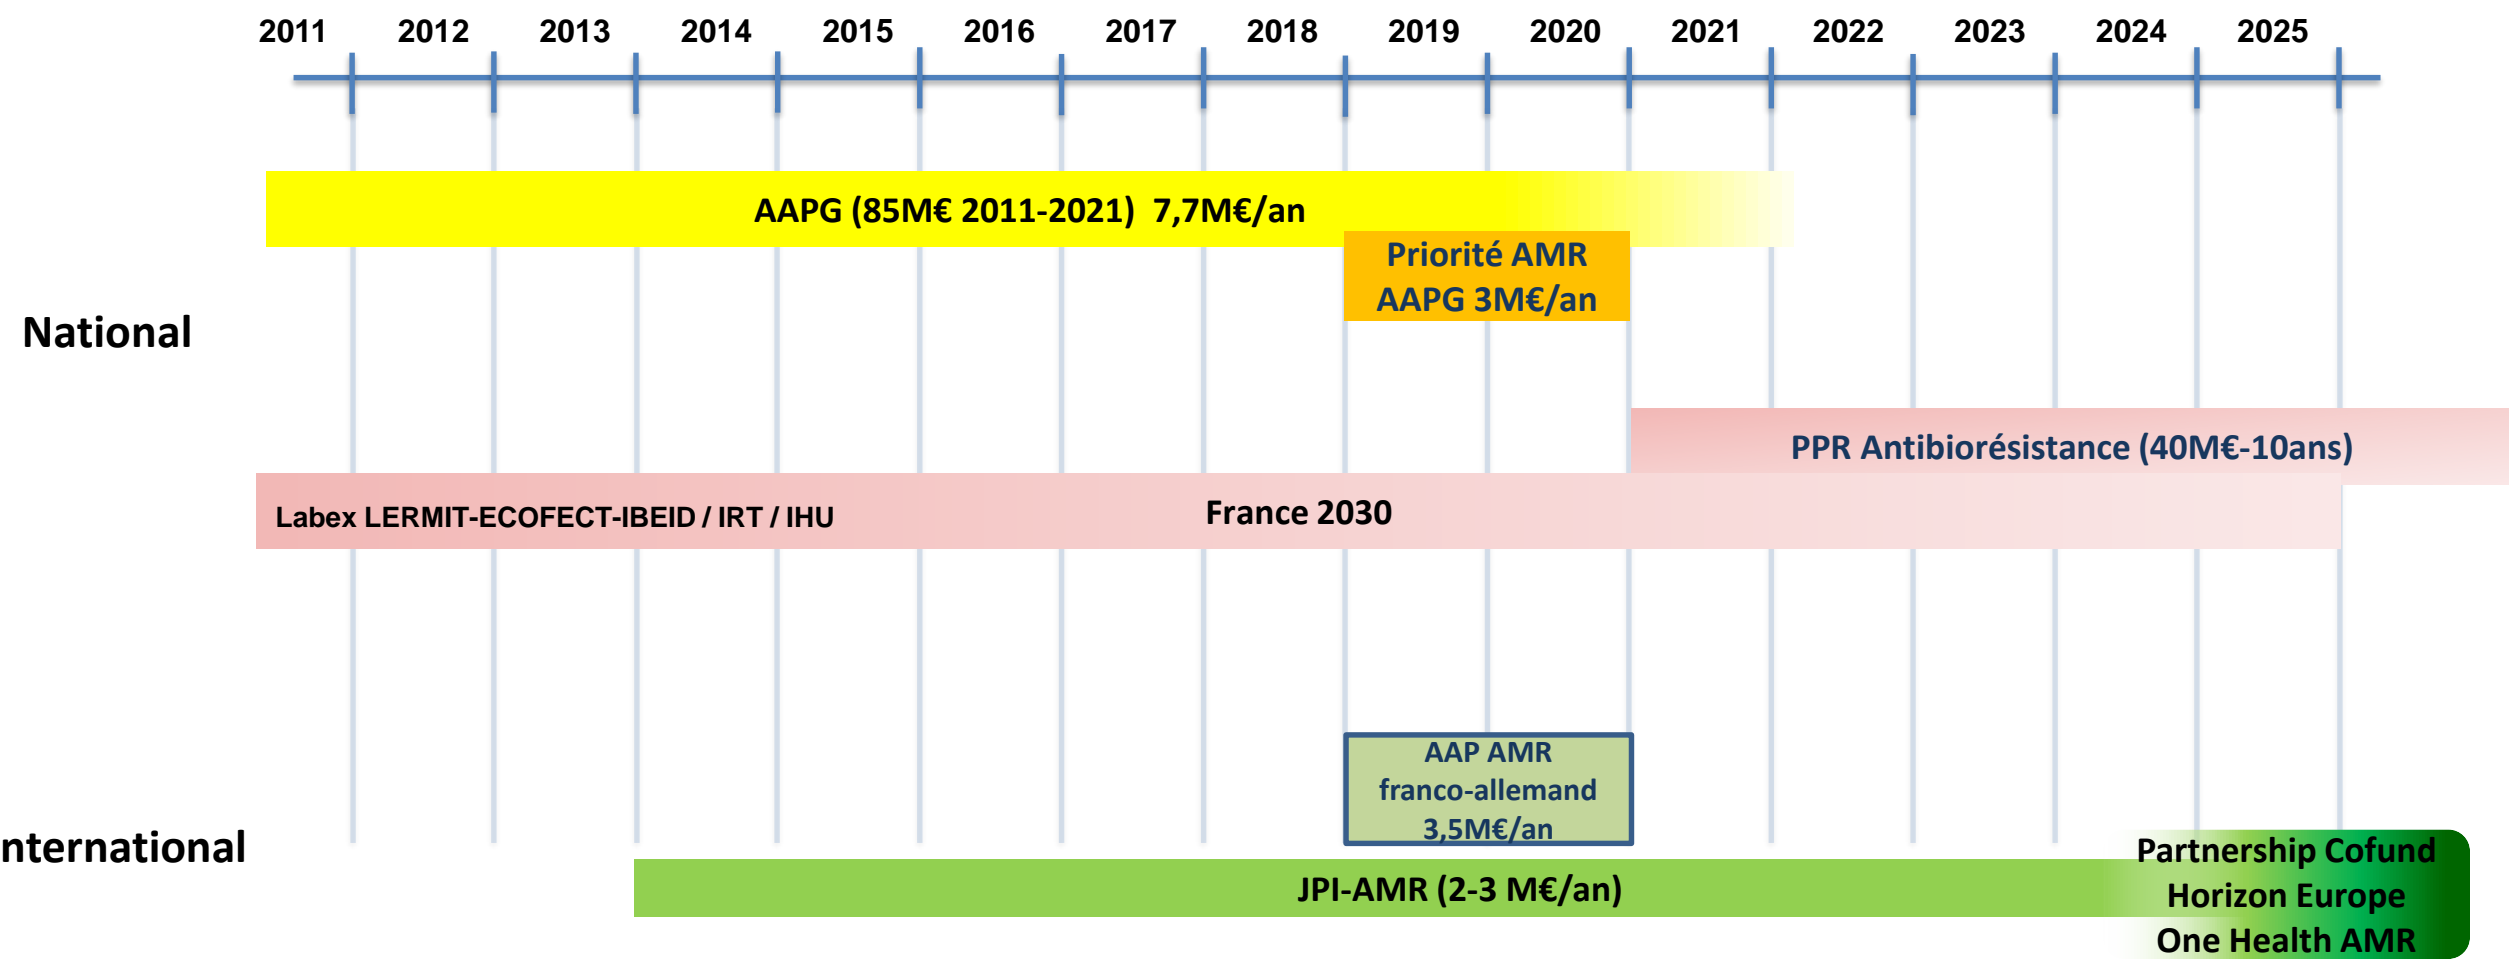 2011 2012 2013 2014 2015 2016 2017 2018 2019 2020 2021 2022 2023 2024 2025
AAPG (85M€ 2011-2021) 7,7M€/an
Priorité AMR
AAPG 3M€/an
National
PPR Antibiorésistance (40M€-10ans)
Labex LERMIT-ECOFECT-IBEID / IRT / IHU
France 2030
AAP AMR
franco-allemand
3,5M€/an
nternational
JPI-AMR (2-3 M€/an)
Partnership Cofund
Horizon Europe
One Health AMR